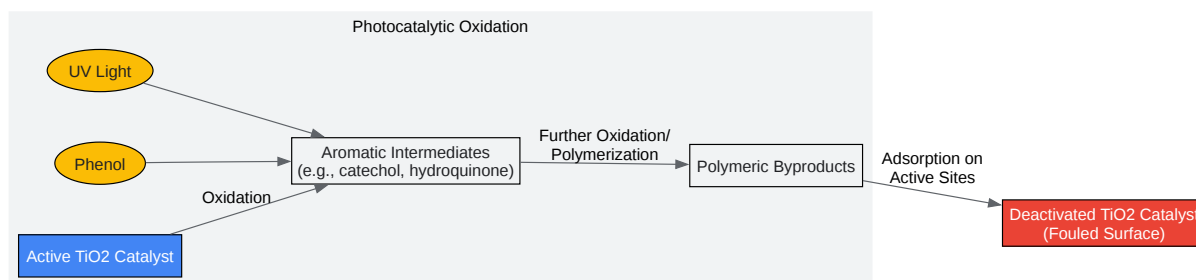 Photocatalytic Oxidation
UV Light
Phenol
Oxidation
Active TiO2 Catalyst
Aromatic Intermediates
(e.g., catechol, hydroquinone)
Further Oxidation/
Polymerization
Polymeric Byproducts
Adsorption on
Active Sites
Deactivated TiO2 Catalyst
(Fouled Surface)